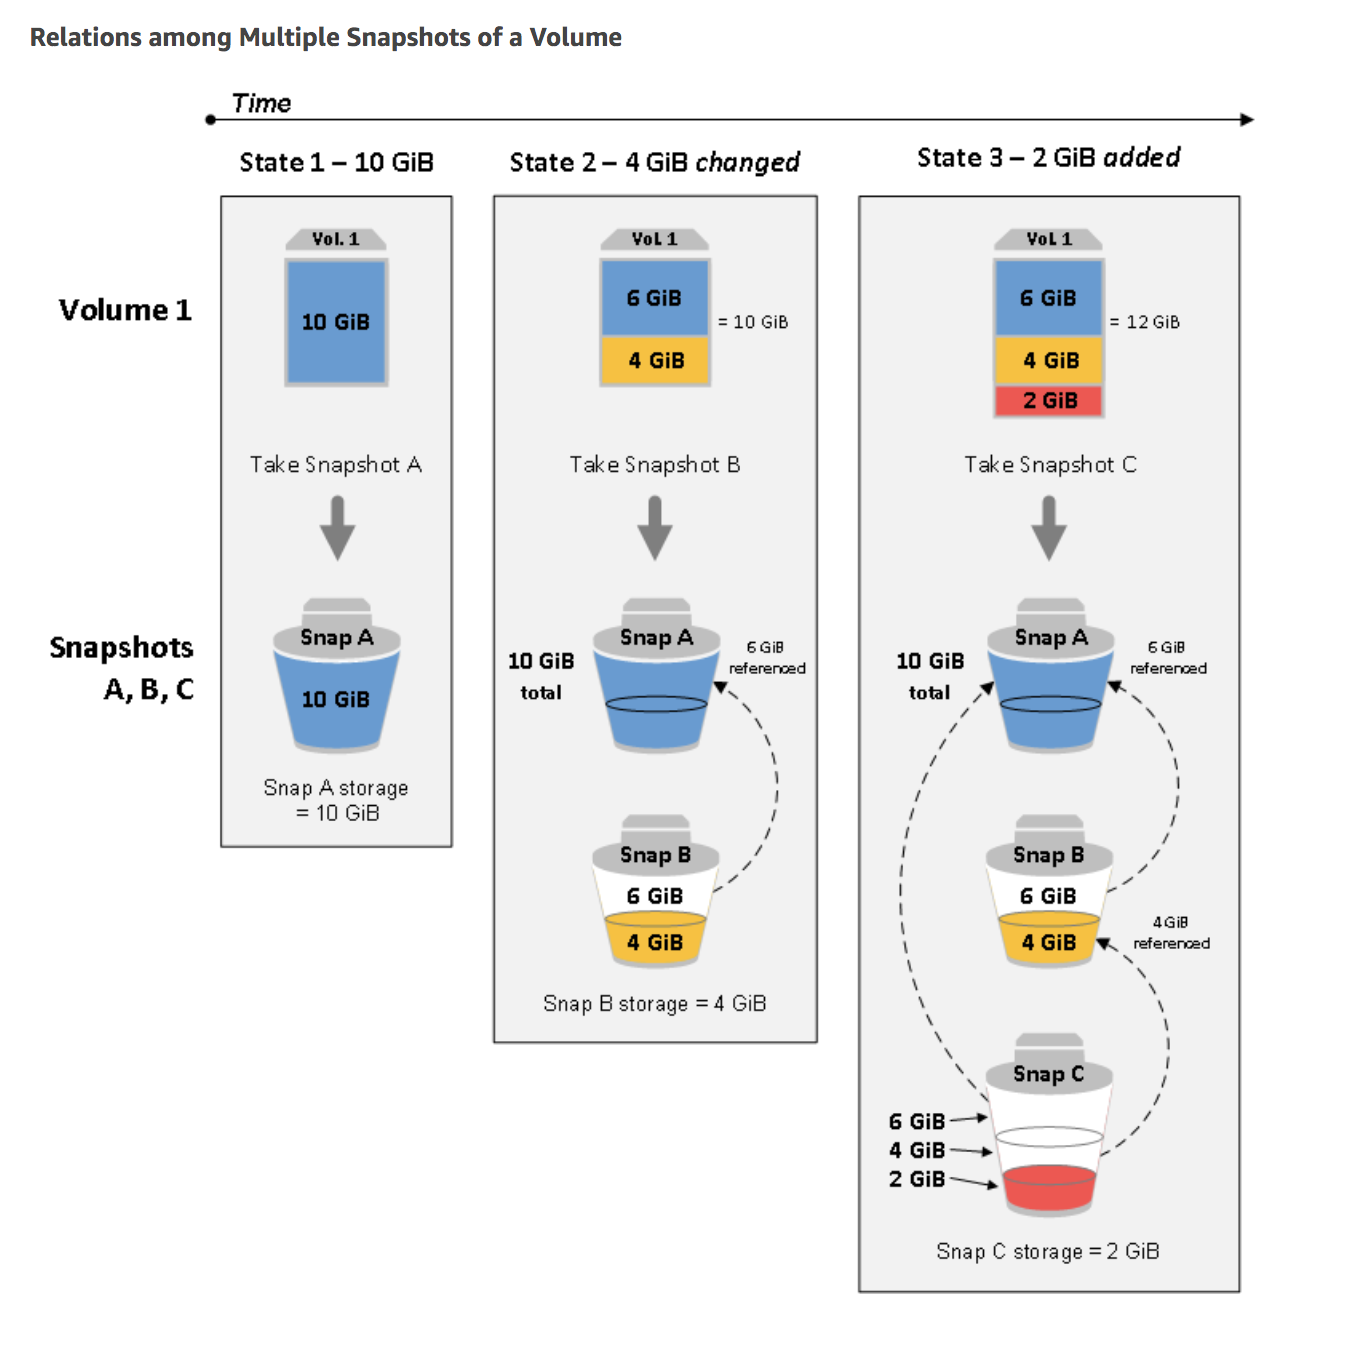 Relations among Multiple Snapshots of a Volume
Time
State 1 – 10 GiB
State 2 – 4 GiB changed
State 3 – 2 GiB added
Volume 1
Vol. 1
10 GiB
Vol. 1
6 GiB
4 GiB
= 10 GiB
Vol. 1
6 GiB
4 GiB
2 GiB
= 12 GiB
Take Snapshot A
Take Snapshot B
Take Snapshot C
Snapshots
A, B, C
Snap A
10 GiB
Snap A storage
= 10 GiB
10 GiB
total
Snap A
6 GiB
referenced
Snap B
6 GiB
4 GiB
Snap B storage = 4 GiB
10 GiB
total
Snap A
6 GiB
referenced
Snap B
6 GiB
4 GiB
4 GiB
referenced
Snap C
6 GiB
4 GiB
2 GiB
Snap C storage = 2 GiB